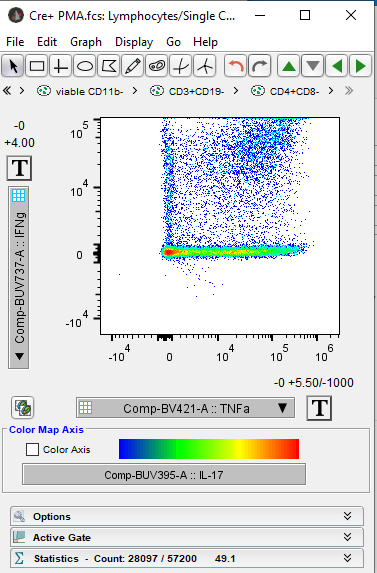 Cre+ PMA.fcs: Lymphocytes/Single C...
File Edit Graph Display Go Help
viable CD11b- CD3+CD19- CD4+CD8-
-0
+4.00
T
Comp-BUV737-A :: IFNg
10^5
10^4
0
-10^4
-10^4 0 10^4 10^5 10^6
-0 +5.50/-1000
Comp-BV421-A :: TNFa T
Color Map Axis
Color Axis
Comp-BUV395-A :: IL-17
Options
Active Gate
Σ Statistics - Count: 28097 / 57200 49.1